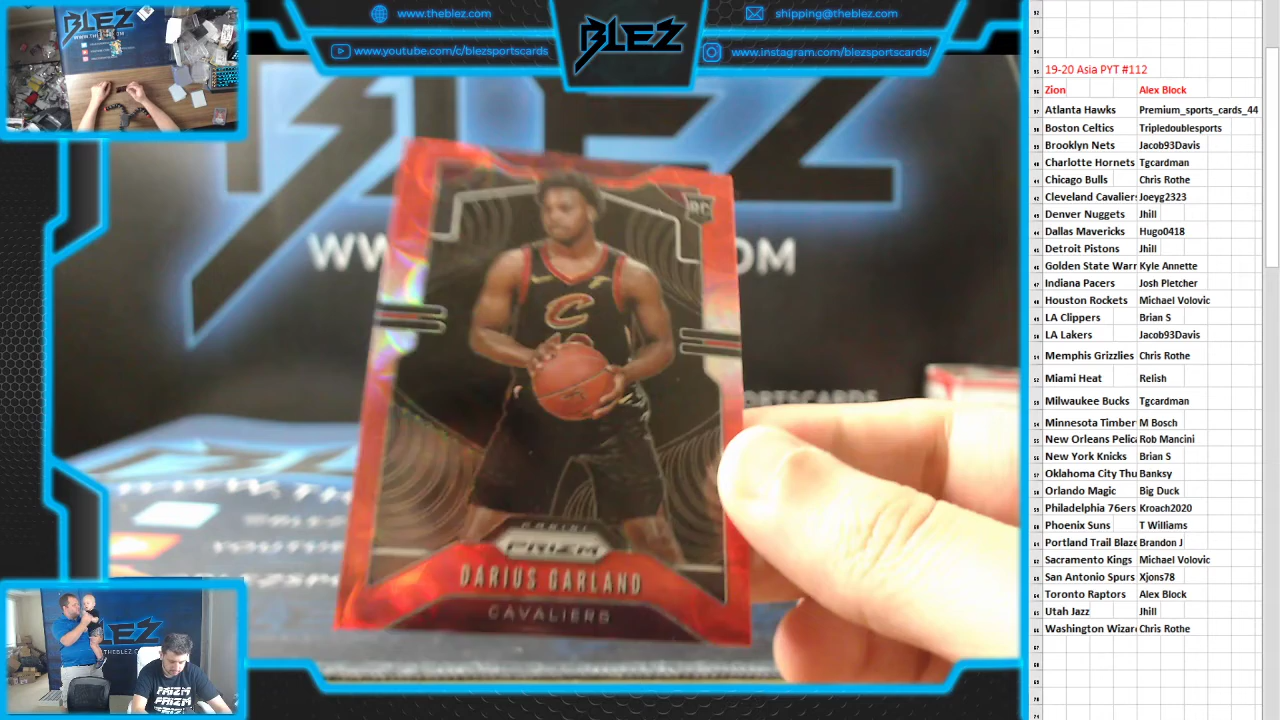 BLEZ
www.theblez.com
shipping@theblez.com
www.youtube.com/c/blezsportscards
www.instagram.com/blezsportscards/
BLEZ
RC
C
PANINI
PRIZM
DARIUS GARLAND
CAVALIERS
BLEZ
PRIZM
PRIZM
19-20 Asia PYT #112
Zion Alex Block
Atlanta Hawks Premium_sports_cards_44
Boston Celtics Tripledoublesports
Brooklyn Nets Jacob93Davis
Charlotte Hornets Tgcardman
Chicago Bulls Chris Rothe
Cleveland Cavaliers Joeyg2323
Denver Nuggets Jhill
Dallas Mavericks Hugo0418
Detroit Pistons Jhill
Golden State Warr Kyle Annette
Indiana Pacers Josh Pletcher
Houston Rockets Michael Volovic
LA Clippers Brian S
LA Lakers Jacob93Davis
Memphis Grizzlies Chris Rothe
Miami Heat Relish
Milwaukee Bucks Tgcardman
Minnesota Timber M Bosch
New Orleans Pelic Rob Mancini
New York Knicks Brian S
Oklahoma City Thu Banksy
Orlando Magic Big Duck
Philadelphia 76ers Kroach2020
Phoenix Suns T Williams
Portland Trail Blaze Brandon J
Sacramento Kings Michael Volovic
San Antonio Spurs Xjons78
Toronto Raptors Alex Block
Utah Jazz Jhill
Washington Wizar Chris Rothe